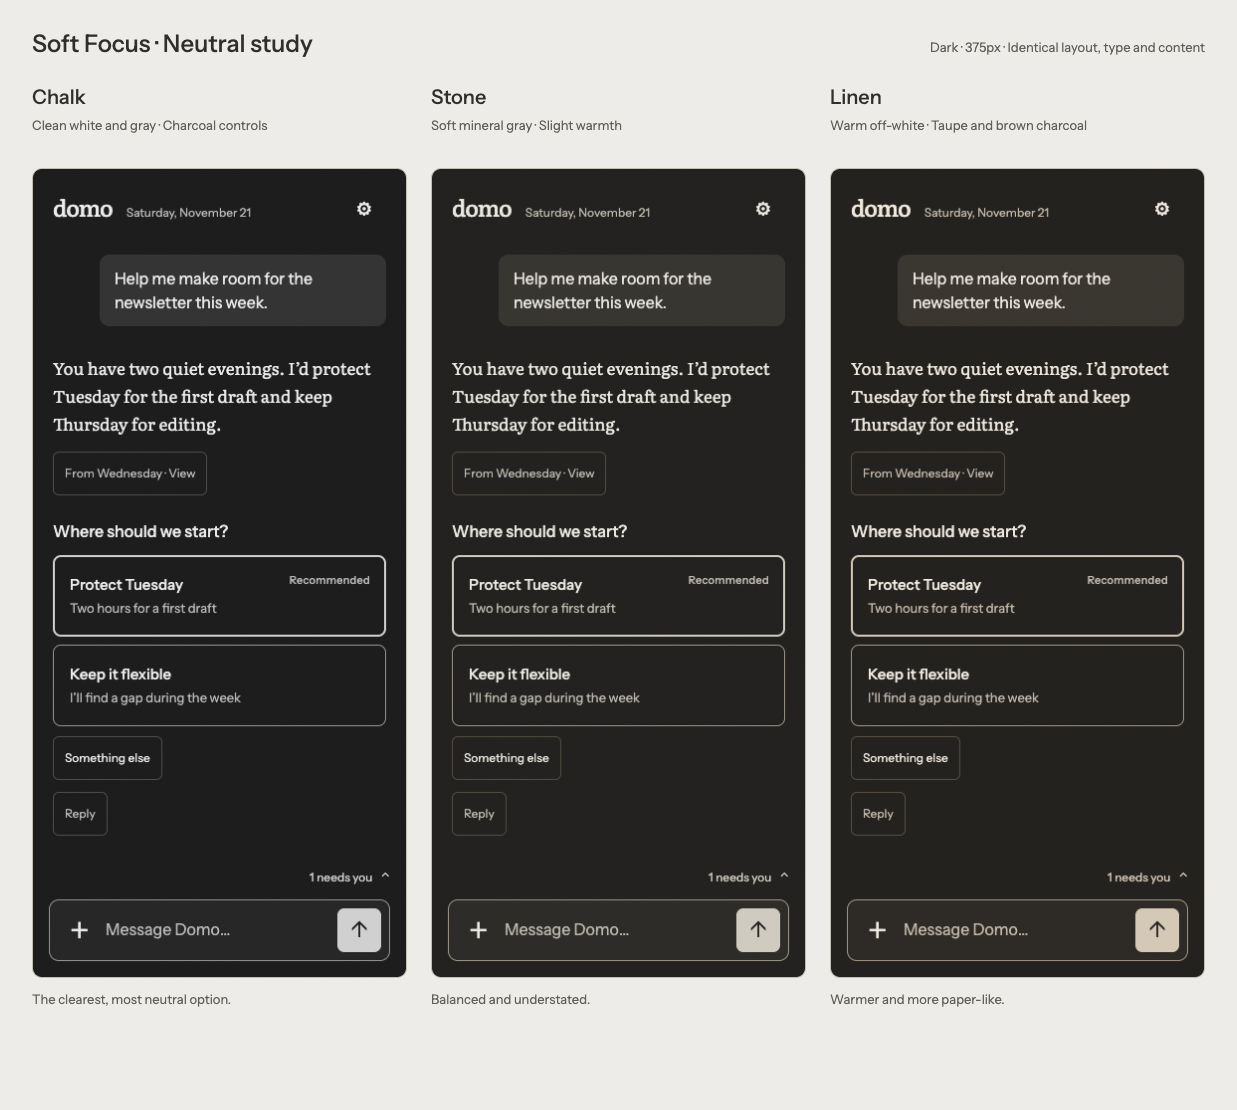 Soft Focus · Neutral study
Dark · 375px · Identical layout, type and content
Chalk
Clean white and gray · Charcoal controls
domo
Saturday, November 21
Help me make room for the
newsletter this week.
You have two quiet evenings. I’d protect
Tuesday for the first draft and keep
Thursday for editing.
From Wednesday · View
Where should we start?
Protect Tuesday
Recommended
Two hours for a first draft
Keep it flexible
I’ll find a gap during the week
Something else
Reply
1 needs you
Message Domo...
The clearest, most neutral option.
Stone
Soft mineral gray · Slight warmth
domo
Saturday, November 21
Help me make room for the
newsletter this week.
You have two quiet evenings. I’d protect
Tuesday for the first draft and keep
Thursday for editing.
From Wednesday · View
Where should we start?
Protect Tuesday
Recommended
Two hours for a first draft
Keep it flexible
I’ll find a gap during the week
Something else
Reply
1 needs you
Message Domo...
Balanced and understated.
Linen
Warm off-white · Taupe and brown charcoal
domo
Saturday, November 21
Help me make room for the
newsletter this week.
You have two quiet evenings. I’d protect
Tuesday for the first draft and keep
Thursday for editing.
From Wednesday · View
Where should we start?
Protect Tuesday
Recommended
Two hours for a first draft
Keep it flexible
I’ll find a gap during the week
Something else
Reply
1 needs you
Message Domo...
Warmer and more paper-like.